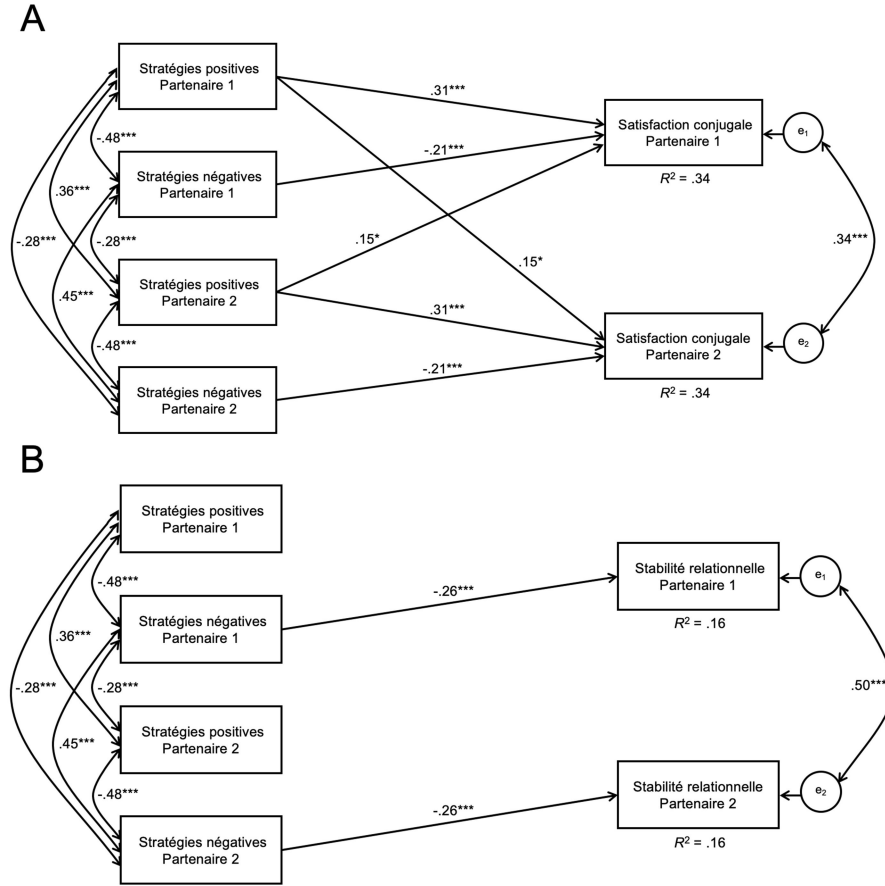 A
Stratégies positives
Partenaire 1
.31***
-.48***
Satisfaction conjugale
Partenaire 1
e1
-.21***
R² = .34
Stratégies négatives
Partenaire 1
.36***
-.28***
-.28***
.15*
.34***
.15*
Stratégies positives
Partenaire 2
.45***
.31***
Satisfaction conjugale
Partenaire 2
e2
-.48***
-.21***
R² = .34
Stratégies négatives
Partenaire 2
B
Stratégies positives
Partenaire 1
-.48***
Stabilité relationnelle
Partenaire 1
e1
-.26***
R² = .16
Stratégies négatives
Partenaire 1
.36***
-.28***
-.28***
.50***
Stratégies positives
Partenaire 2
.45***
Stabilité relationnelle
Partenaire 2
e2
-.48***
-.26***
R² = .16
Stratégies négatives
Partenaire 2